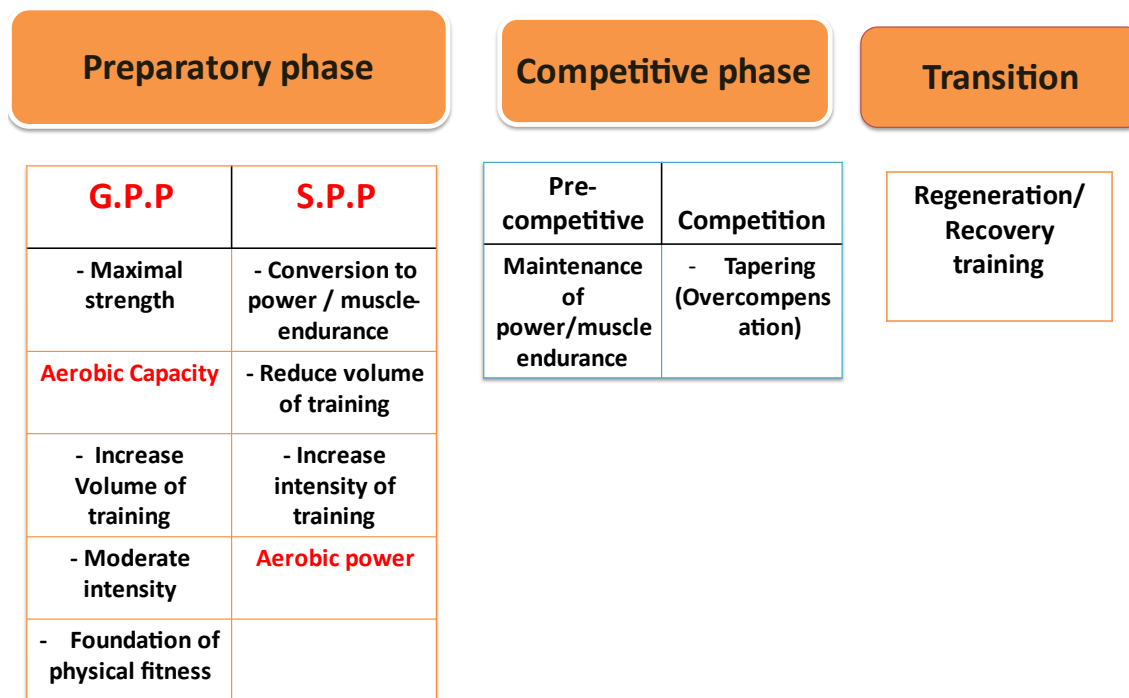 Preparatory phase
Competitive phase
Transition
G.P.P
S.P.P
- Maximal
strength
- Conversion to
power / muscle-
endurance
Aerobic Capacity
- Reduce volume
of training
- Increase
Volume of
training
- Increase
intensity of
training
- Moderate
intensity
Aerobic power
- Foundation of
physical fitness
Pre-
competitive
Competition
Maintenance
of
power/muscle
endurance
- Tapering
(Overcompens
ation)
Regeneration/
Recovery
training